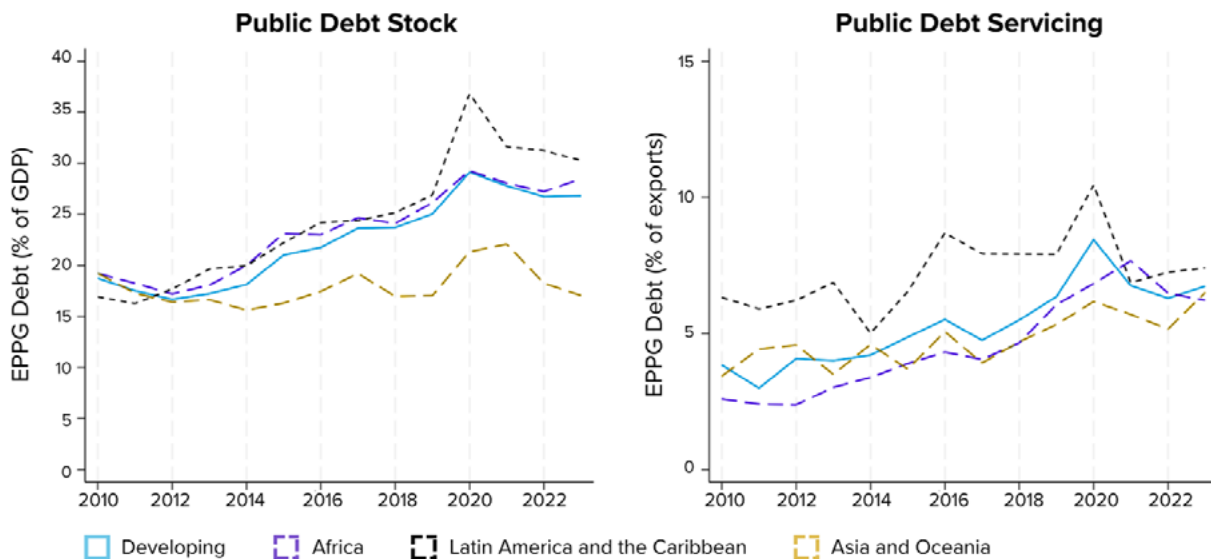 Public Debt Stock
EPPG Debt (% of GDP)
40
35
30
25
20
15
10
5
0
2010 2012 2014 2016 2018 2020 2022
Public Debt Servicing
EPPG Debt (% of exports)
15
10
5
0
2010 2012 2014 2016 2018 2020 2022
Developing Africa Latin America and the Caribbean Asia and Oceania